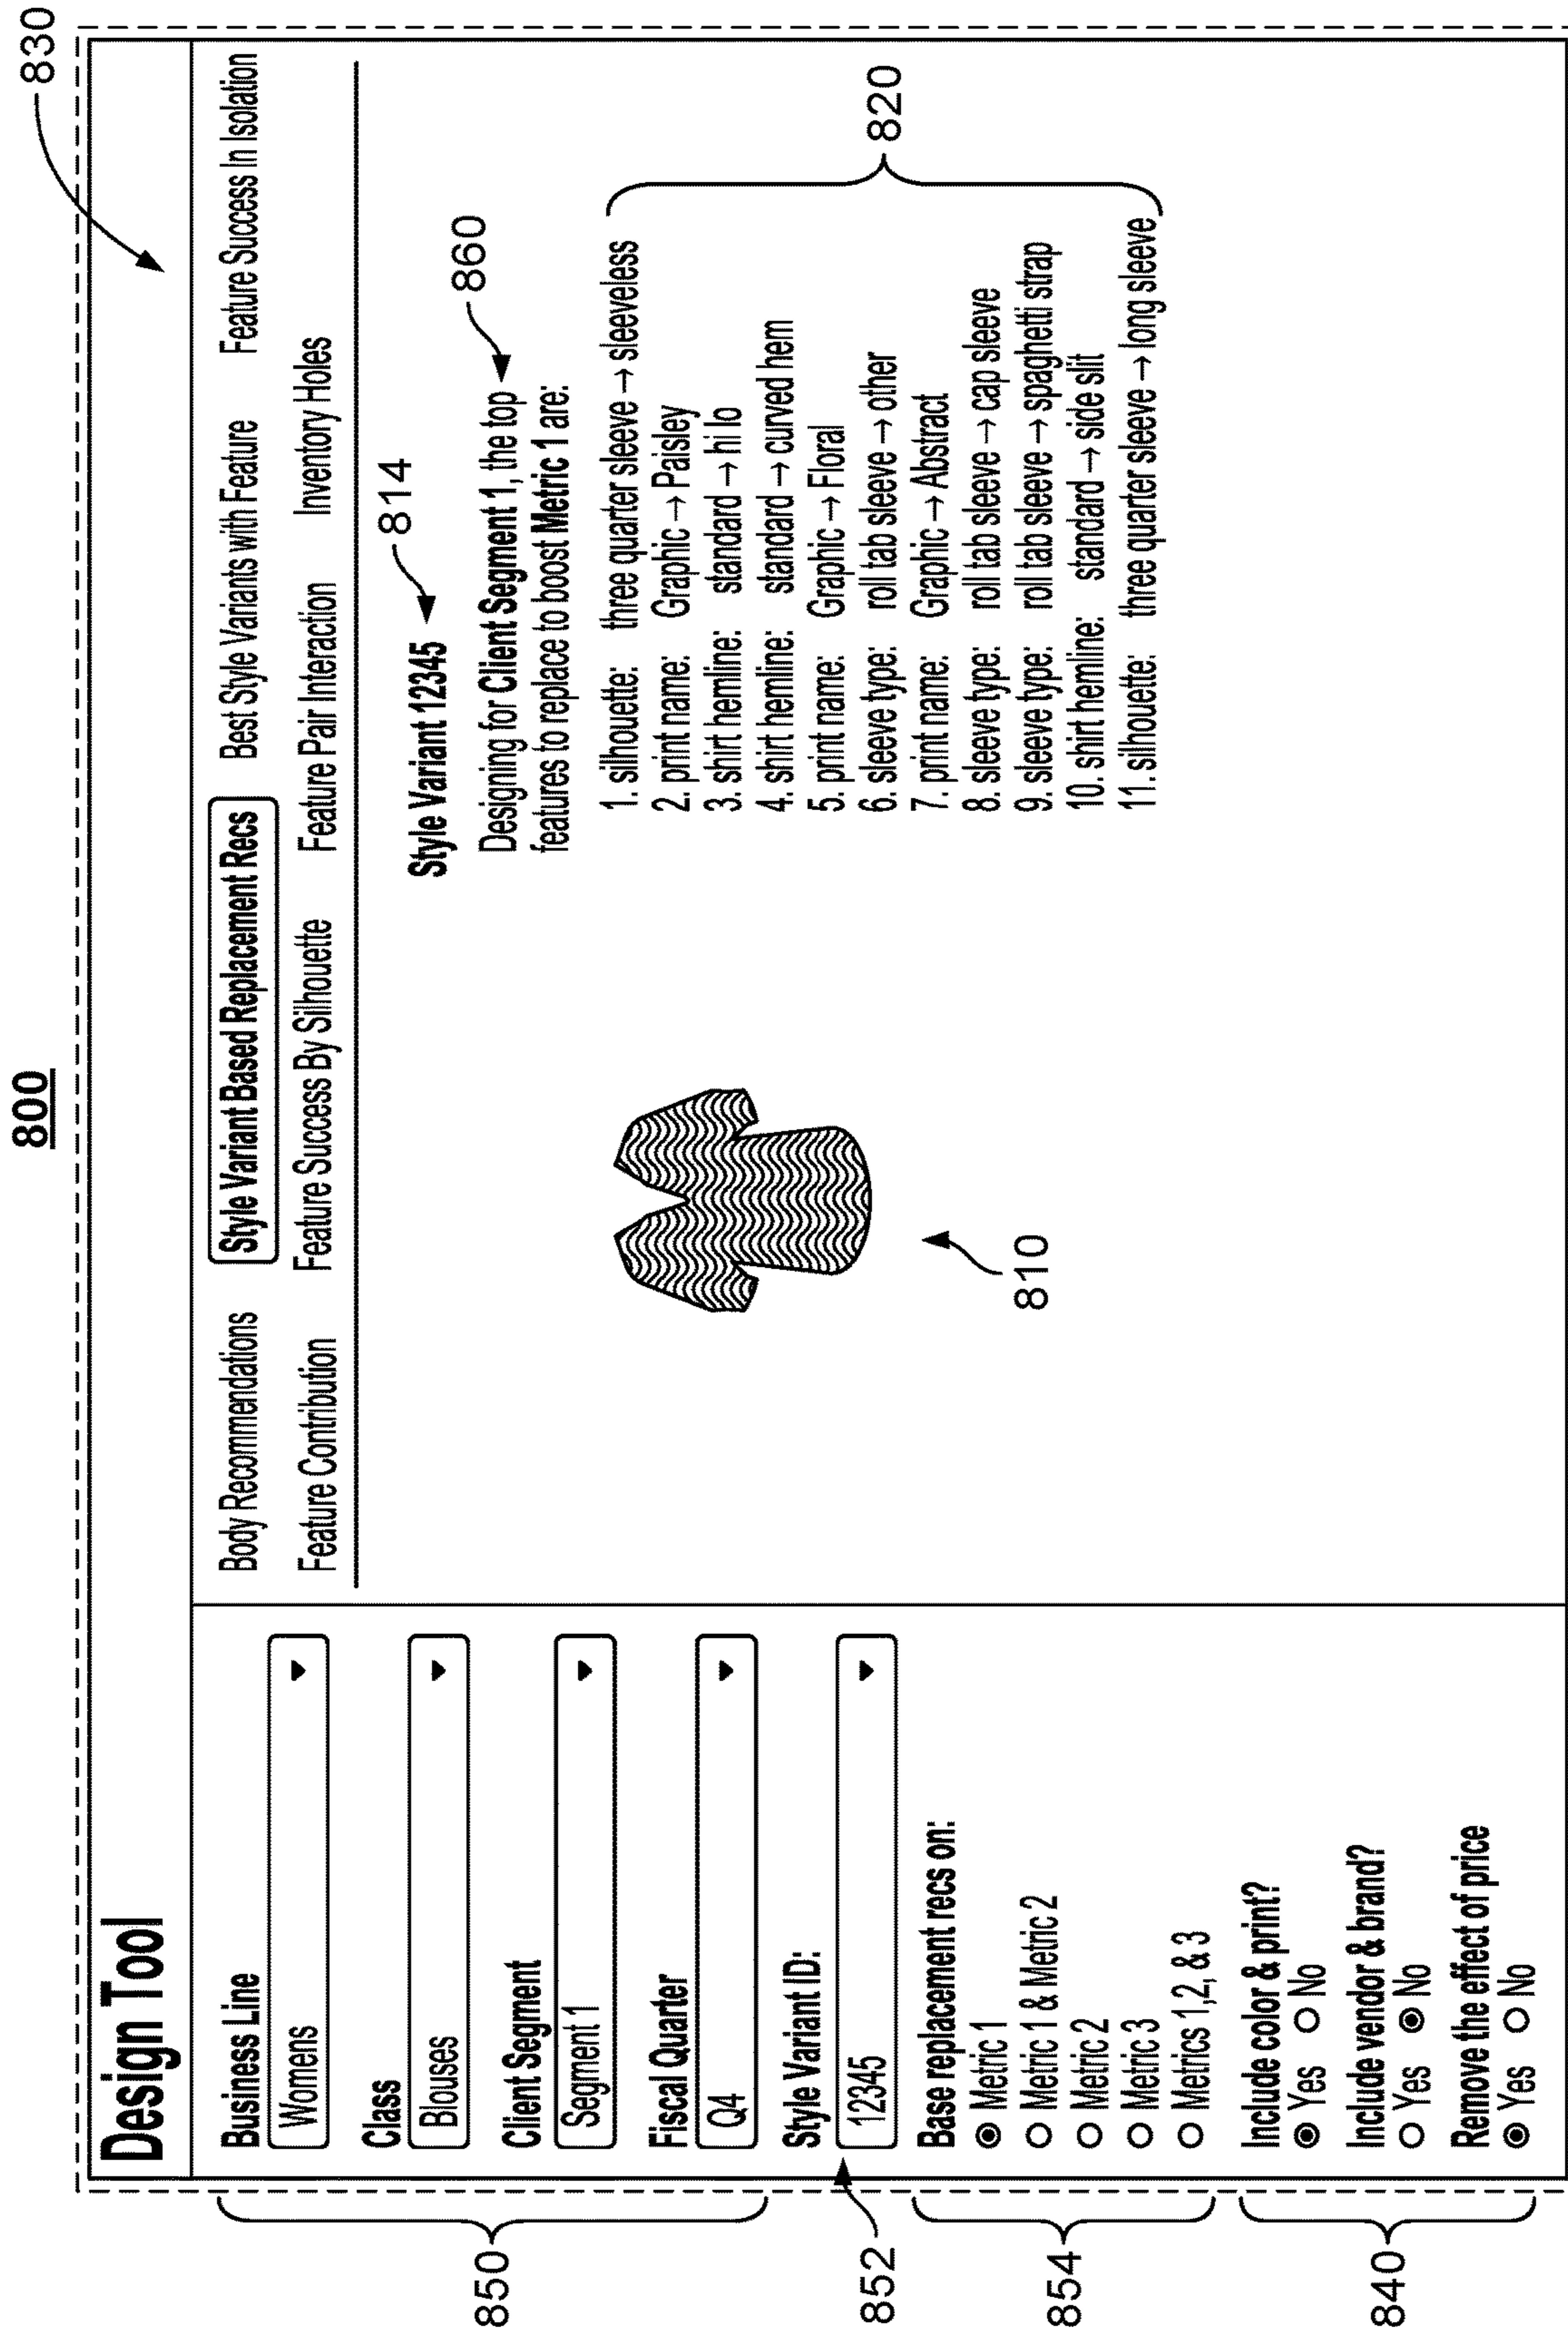 800
830
Design Tool
Body Recommendations Style Variant Based Replacement Recs Best Style Variants with Feature Feature Success In Isolation
Feature Contribution Feature Success By Silhouette Feature Pair Interaction Inventory Holes
850
Business Line
Womens
Class
Blouses
Client Segment
Segment 1
Fiscal Quarter
Q4
852
Style Variant ID:
12345
854
Base replacement recs on:
Metric 1
Metric 1 & Metric 2
Metric 2
Metric 3
Metrics 1,2, & 3
840
Include color & print?
Yes No
Include vendor & brand?
Yes No
Remove the effect of price
Yes No
810
Style Variant 12345
814
Designing for Client Segment 1, the top
features to replace to boost Metric 1 are:
860
1. silhouette: three quarter sleeve → sleeveless
2. print name: Graphic → Paisley
3. shirt hemline: standard → hi lo
4. shirt hemline: standard → curved hem
5. print name: Graphic → Floral
6. sleeve type: roll tab sleeve → other
7. print name: Graphic → Abstract
8. sleeve type: roll tab sleeve → cap sleeve
9. sleeve type: roll tab sleeve → spaghetti strap
10. shirt hemline: standard → side slit
11. silhouette: three quarter sleeve → long sleeve
820